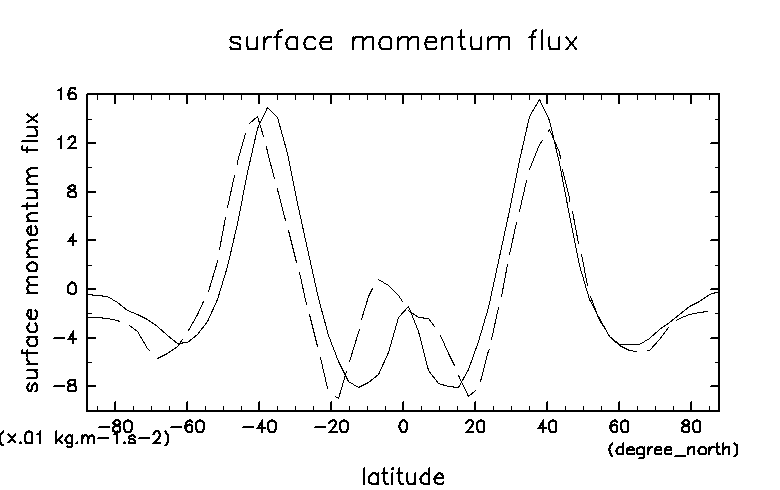 surface momentum flux
surface momentum flux
16
12
8
4
0
−4
−8
−80 −60 −40 −20 0 20 40 60 80
(x.01 kg.m−1.s−2)
(degree_north)
latitude